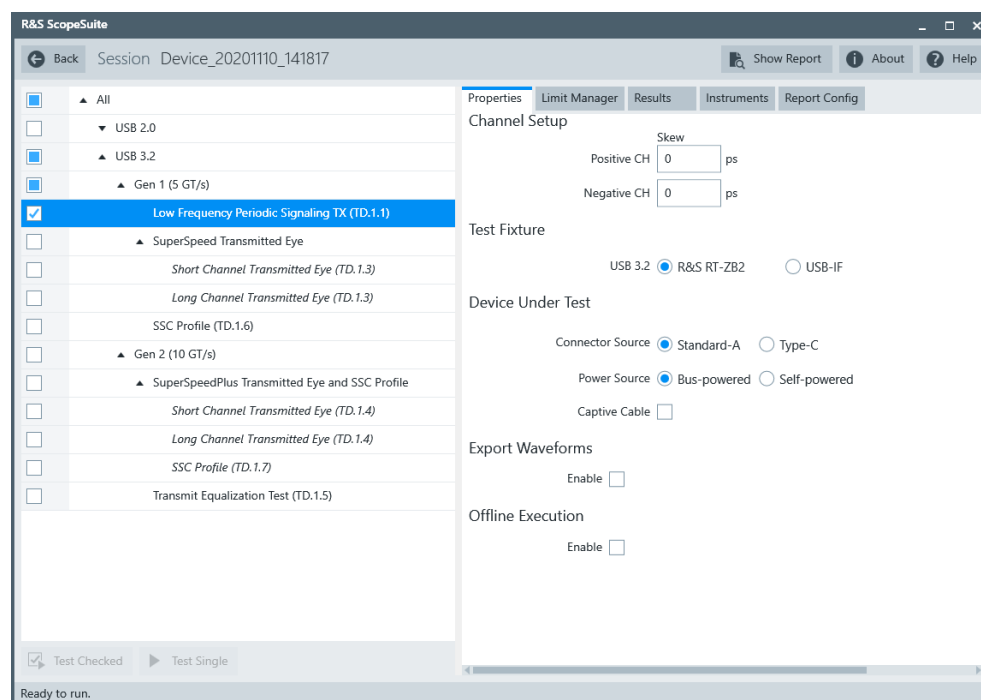 R&S ScopeSuite
Back Session Device_20201110_141817 Show Report About Help
All
USB 2.0
USB 3.2
Gen 1 (5 GT/s)
Low Frequency Periodic Signaling TX (TD.1.1)
SuperSpeed Transmitted Eye
Short Channel Transmitted Eye (TD.1.3)
Long Channel Transmitted Eye (TD.1.3)
SSC Profile (TD.1.6)
Gen 2 (10 GT/s)
SuperSpeedPlus Transmitted Eye and SSC Profile
Short Channel Transmitted Eye (TD.1.4)
Long Channel Transmitted Eye (TD.1.4)
SSC Profile (TD.1.7)
Transmit Equalization Test (TD.1.5)
Test Checked Test Single
Properties Limit Manager Results Instruments Report Config
Channel Setup
Skew
Positive CH 0 ps
Negative CH 0 ps
Test Fixture
USB 3.2 R&S RT-ZB2 USB-IF
Device Under Test
Connector Source Standard-A Type-C
Power Source Bus-powered Self-powered
Captive Cable
Export Waveforms
Enable
Offline Execution
Enable
Ready to run.